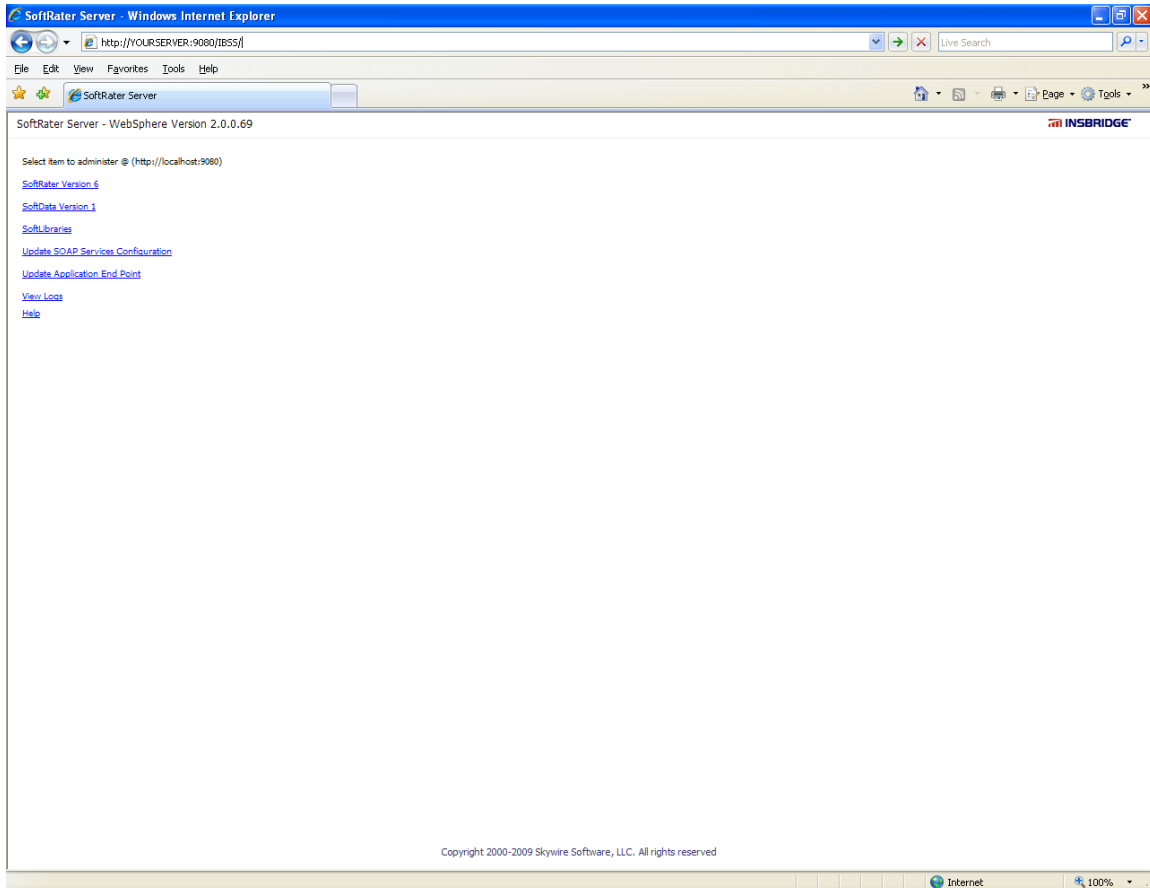 SoftRater Server - Windows Internet Explorer
http://YOURSERVER:9080/IBSS/
Live Search
File Edit View Favorites Tools Help
SoftRater Server
Page Tools »
SoftRater Server - WebSphere Version 2.0.0.69
INSBRIDGE
Select item to administer @ (http://localhost:9080)
SoftRater Version 6
SoftData Version 1
SoftLibraries
Update SOAP Services Configuration
Update Application End Point
View Logs
Help
Copyright 2000-2009 Skywire Software, LLC. All rights reserved
Internet 100%